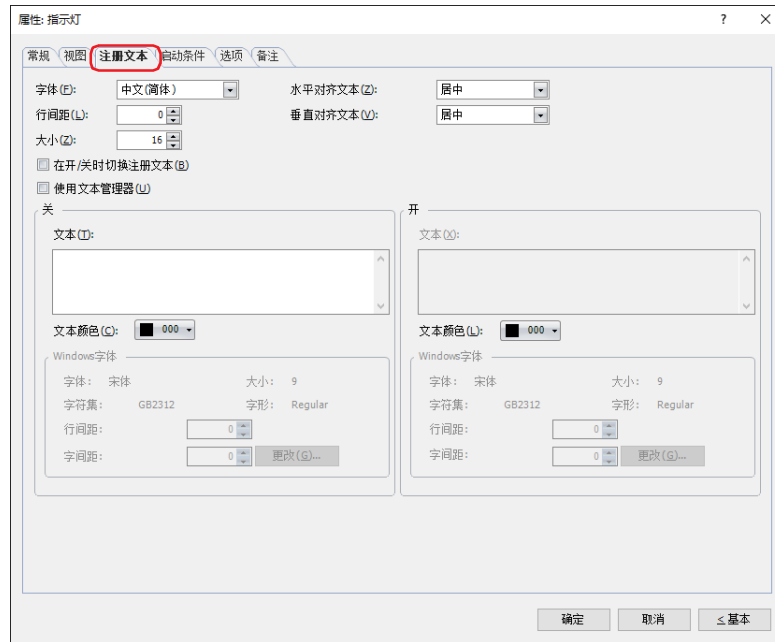 属性: 指示灯 ? ×
常规 视图 注册文本 启动条件 选项 备注
字体(F): 中文(简体) 水平对齐文本(Z): 居中
行间距(L): 0 垂直对齐文本(V): 居中
大小(Z): 16
在开/关时切换注册文本(B)
使用文本管理器(U)
关
文本(T):
文本颜色(C): 000
Windows字体
字体: 宋体 大小: 9
字符集: GB2312 字形: Regular
行间距: 0
字间距: 0 更改(G)...
开
文本(X):
文本颜色(L): 000
Windows字体
字体: 宋体 大小: 9
字符集: GB2312 字形: Regular
行间距: 0
字间距: 0 更改(G)...
确定 取消 ≤基本